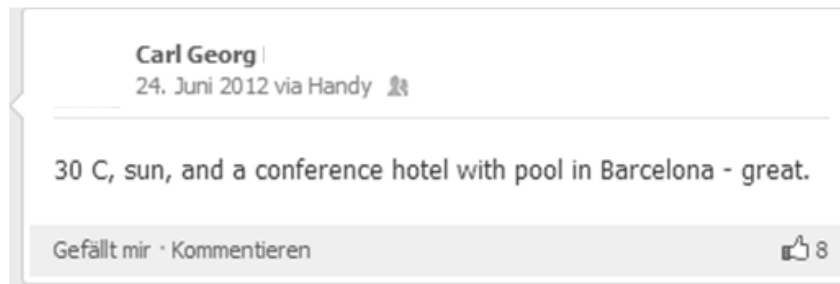 Carl Georg
24. Juni 2012 via Handy
30 C, sun, and a conference hotel with pool in Barcelona - great.
Gefällt mir · Kommentieren 8